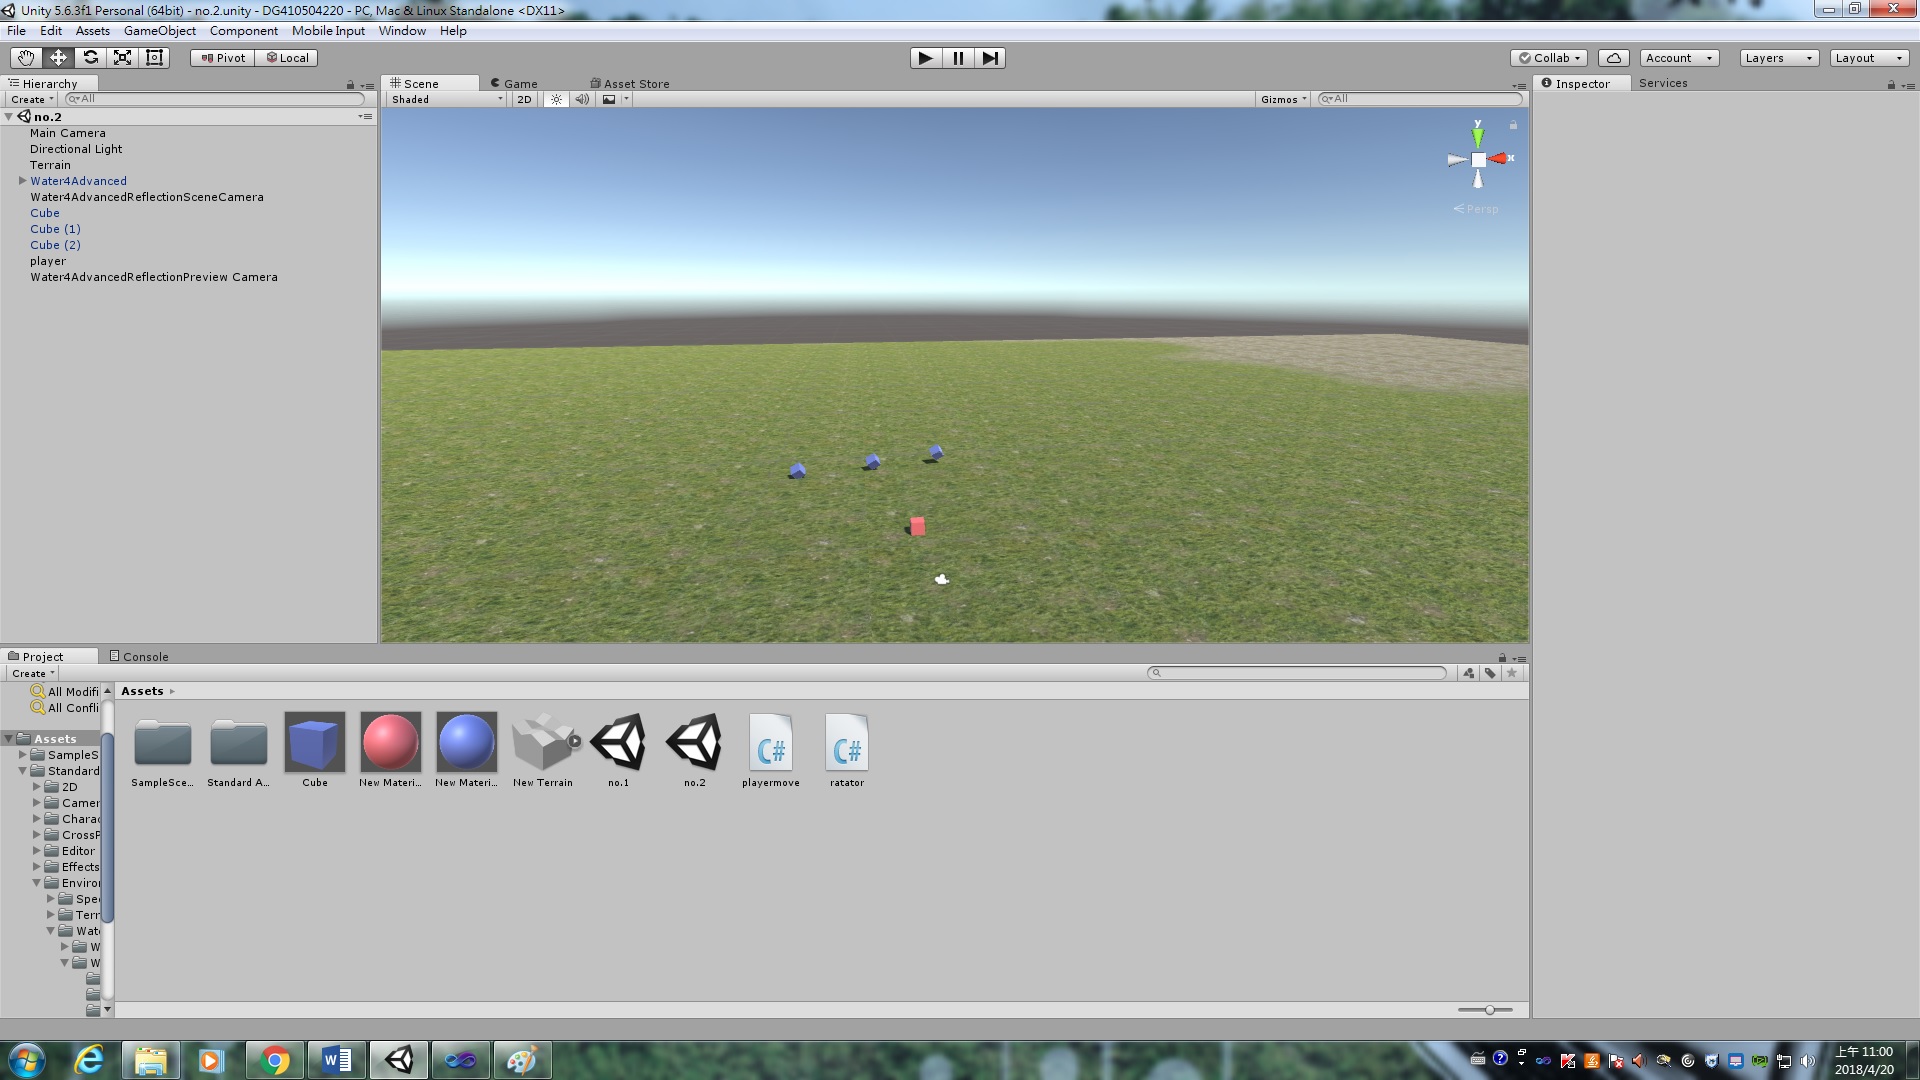 Unity 5.6.3f1 Personal (64bit) - no.2.unity - DG410504220 - PC, Mac & Linux Standalone <DX11>
File Edit Assets GameObject Component Mobile Input Window Help
Pivot Local Collab Account Layers Layout
Hierarchy
Create All
no.2
Main Camera
Directional Light
Terrain
Water4Advanced
Water4AdvancedReflectionSceneCamera
Cube
Cube (1)
Cube (2)
player
Water4AdvancedReflectionPreview Camera
Scene Game Asset Store
Shaded 2D Gizmos All
y
x
Persp
Inspector Services
Project Console
Create
All Modifi
All Confli
Assets
SampleS
Standard
2D
Camer
Charac
CrossP
Editor
Effects
Enviro
Spec
Terr
Wate
W
W
Assets
SampleSce...
Standard A...
Cube
New Materi...
New Materi...
New Terrain
no.1
no.2
C#
playermove
C#
ratator
上午 11:00
2018/4/20